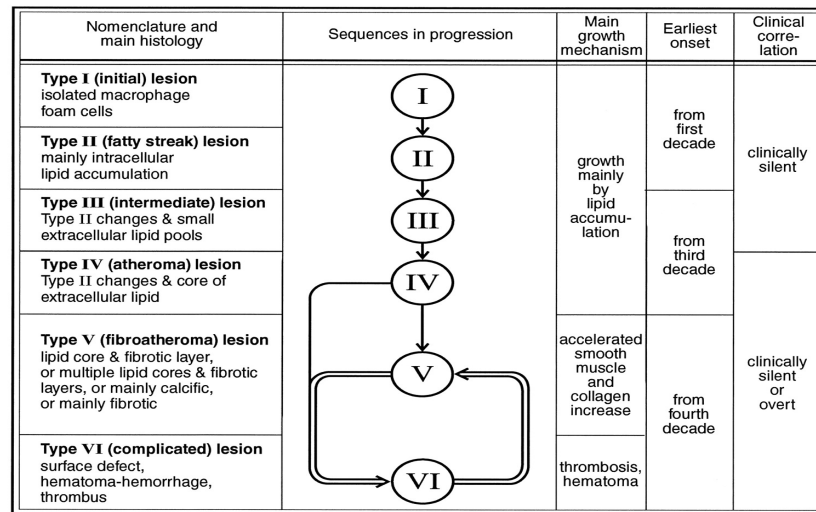 Nomenclature and
main histology
Sequences in progression
Main
growth
mechanism
Earliest
onset
Clinical
corre-
lation
Type I (initial) lesion
isolated macrophage
foam cells
Type II (fatty streak) lesion
mainly intracellular
lipid accumulation
Type III (intermediate) lesion
Type II changes & small
extracellular lipid pools
Type IV (atheroma) lesion
Type II changes & core of
extracellular lipid
Type V (fibroatheroma) lesion
lipid core & fibrotic layer,
or multiple lipid cores & fibrotic
layers, or mainly calcific,
or mainly fibrotic
Type VI (complicated) lesion
surface defect,
hematoma-hemorrhage,
thrombus
I
II
III
IV
V
VI
growth
mainly
by
lipid
accumu-
lation
accelerated
smooth
muscle
and
collagen
increase
thrombosis,
hematoma
from
first
decade
from
third
decade
from
fourth
decade
clinically
silent
clinically
silent
or
overt